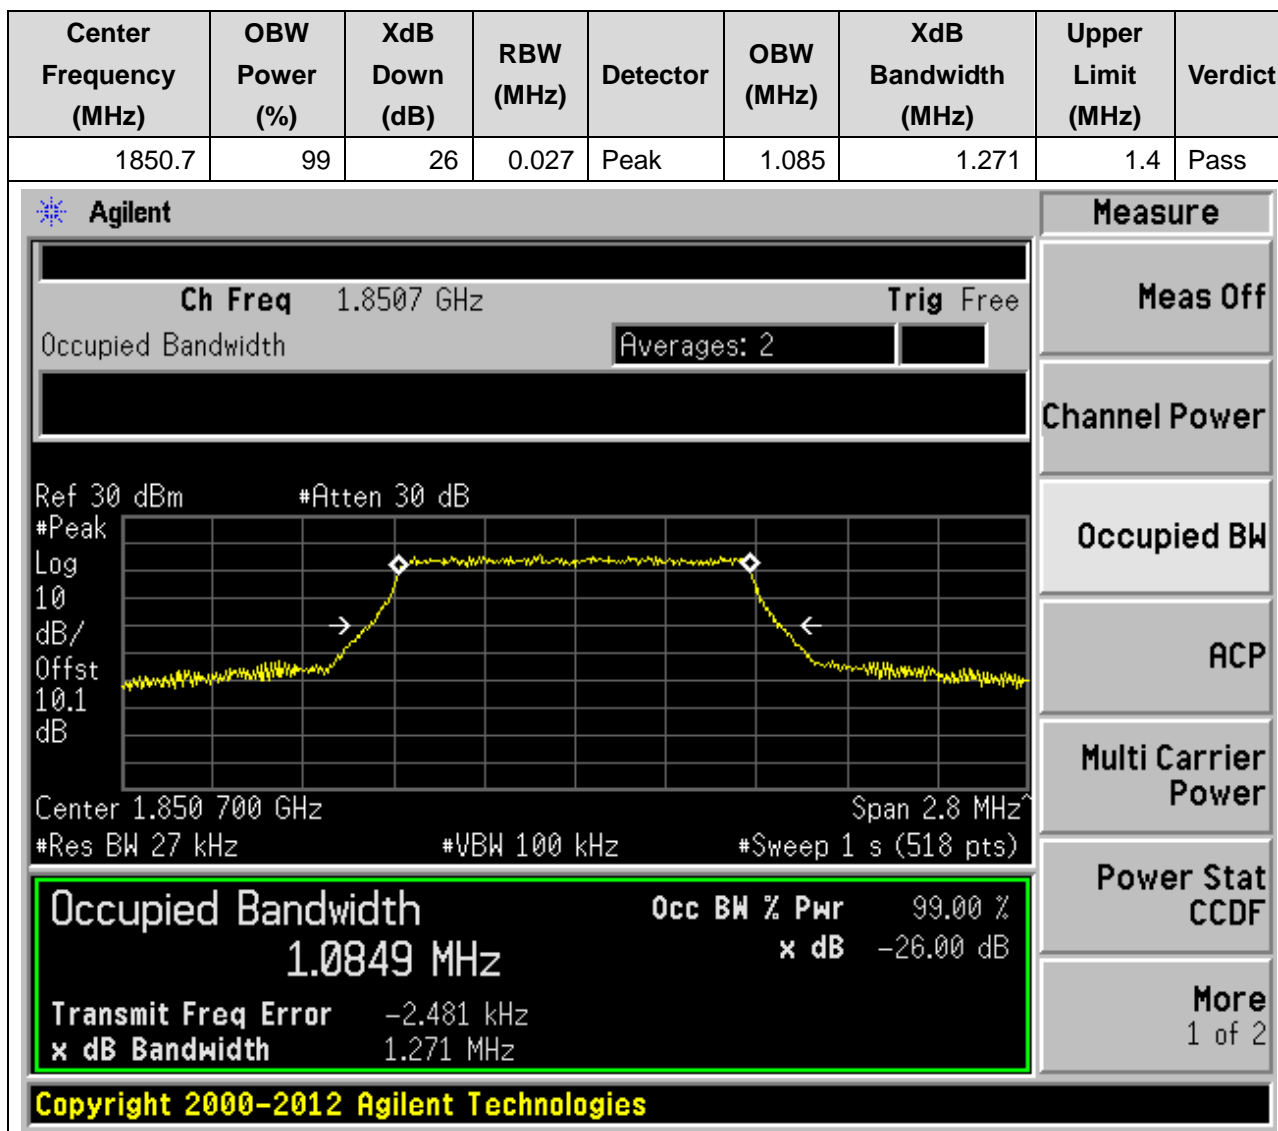 Center Frequency (MHz) OBW Power (%) XdB Down (dB) RBW (MHz) Detector OBW (MHz) XdB Bandwidth (MHz) Upper Limit (MHz) Verdict
1850.7 99 26 0.027 Peak 1.085 1.271 1.4 Pass
Agilent
Measure
Ch Freq 1.8507 GHz Trig Free
Meas Off
Occupied Bandwidth Averages: 2
Channel Power
Ref 30 dBm #Atten 30 dB
#Peak
Log
10
dB/
Offst
10.1
dB
Occupied BW
ACP
Multi Carrier
Power
Center 1.850 700 GHz Span 2.8 MHz^
#Res BW 27 kHz #VBW 100 kHz #Sweep 1 s (518 pts)
Power Stat
CCDF
Occupied Bandwidth Occ BW % Pwr 99.00 %
1.0849 MHz x dB -26.00 dB
Transmit Freq Error -2.481 kHz
x dB Bandwidth 1.271 MHz
More
1 of 2
Copyright 2000-2012 Agilent Technologies